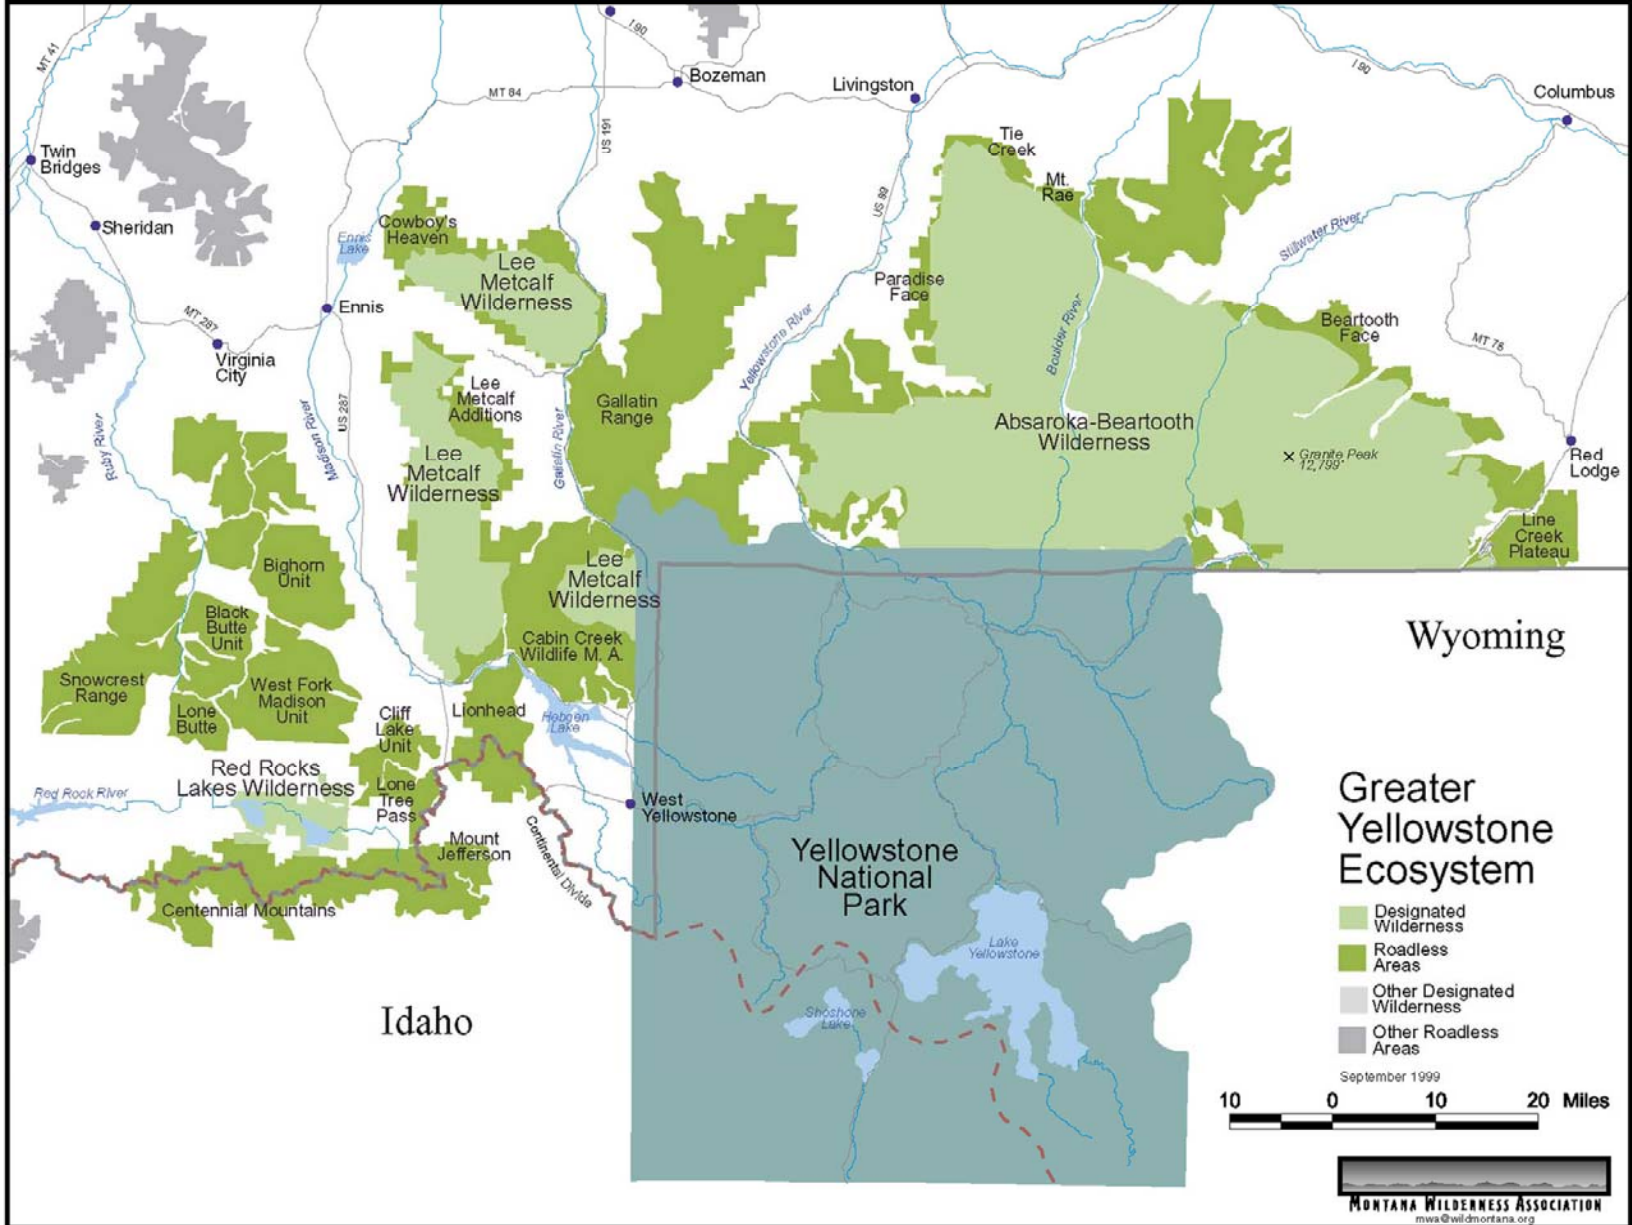 MT 41
I 90
I 90
Bozeman
Livingston
Columbus
MT 84
US 191
Twin
Bridges
Tie
Creek
Mt.
Rae
US 89
Sheridan
Cowboy's
Heaven
Ennis
Lake
Stillwater River
Lee
Metcalf
Wilderness
Paradise
Face
Ennis
MT 287
Virginia
City
Yellowstone River
Boulder River
Beartooth
Face
MT 78
Lee
Metcalf
Additions
Gallatin
Range
US 287
Ruby River
Madison River
Gallatin River
Lee
Metcalf
Wilderness
Absaroka-Beartooth
Wilderness
Granite Peak
12,799'
Red
Lodge
Line
Creek
Plateau
Bighorn
Unit
Lee
Metcalf
Wilderness
Black
Butte
Unit
Cabin Creek
Wildlife M. A.
Wyoming
Snowcrest
Range
West Fork
Madison
Unit
Lone
Butte
Cliff
Lake
Unit
Lionhead
Hebgen
Lake
Red Rocks
Lakes Wilderness
Red Rock River
Lone
Tree
Pass
West
Yellowstone
Mount
Jefferson
Continental Divide
Centennial Mountains
Yellowstone
National
Park
Lake
Yellowstone
Shoshone
Lake
Idaho
Greater
Yellowstone
Ecosystem
Designated
Wilderness
Roadless
Areas
Other Designated
Wilderness
Other Roadless
Areas
September 1999
10 0 10 20 Miles
MONTANA WILDERNESS ASSOCIATION
mwa@wildmontana.org